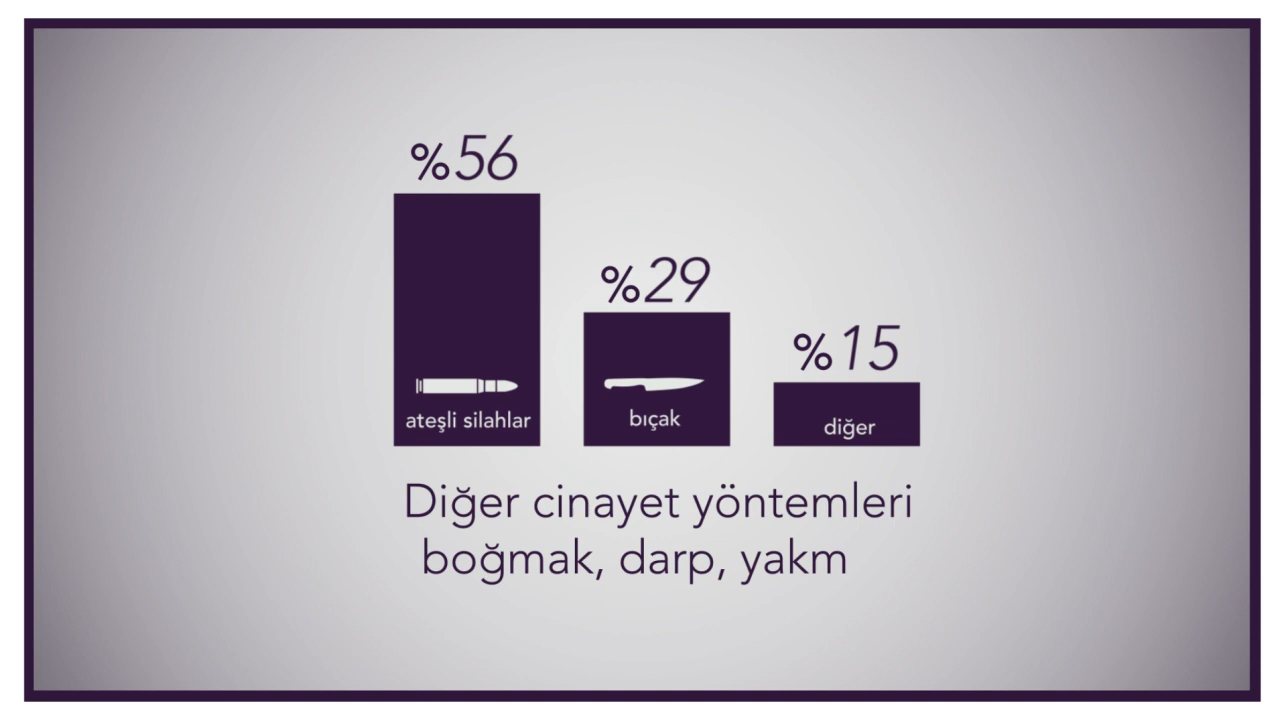 %56
%29
%15
ateşli silahlar
bıçak
diğer
Diğer cinayet yöntemleri
boğmak, darp, yakm